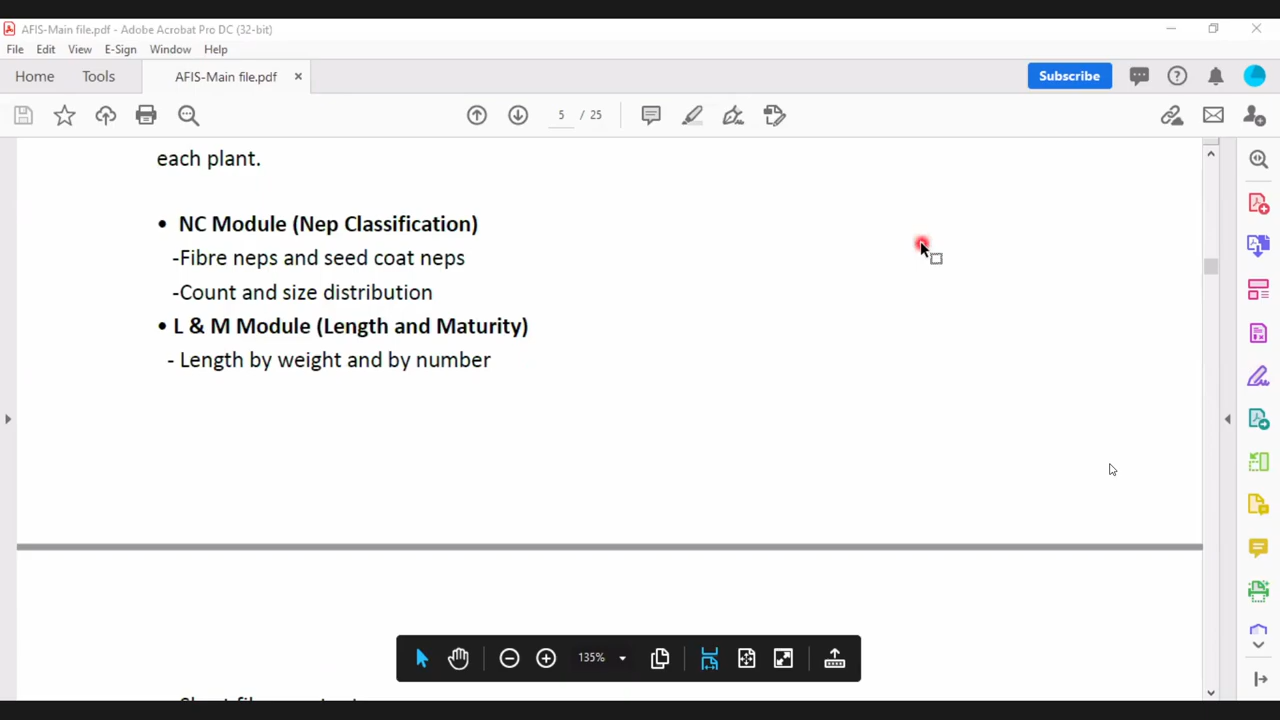 AFIS-Main file.pdf - Adobe Acrobat Pro DC (32-bit)
File Edit View E-Sign Window Help
Home Tools AFIS-Main file.pdf × Subscribe
5 / 25
each plant.
• NC Module (Nep Classification)
-Fibre neps and seed coat neps
-Count and size distribution
• L & M Module (Length and Maturity)
- Length by weight and by number
135%